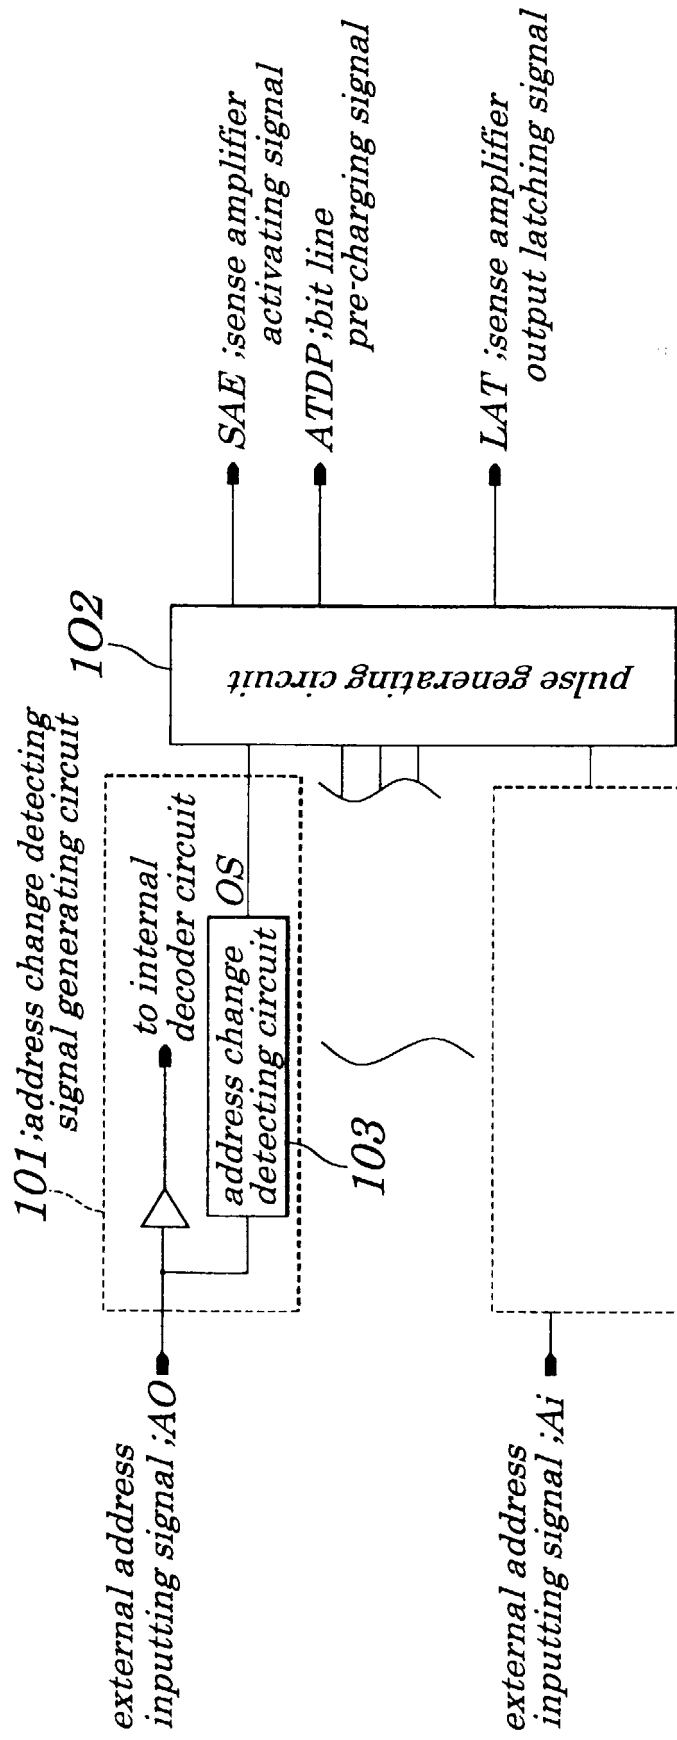 101;address change detecting
signal generating circuit
102
external address
inputting signal ;AO
to internal
decoder circuit
address change
detecting circuit
OS
103
pulse generating circuit
SAE ;sense amplifier
activating signal
ATDP ;bit line
pre-charging signal
LAT ;sense amplifier
output latching signal
external address
inputting signal ;Ai